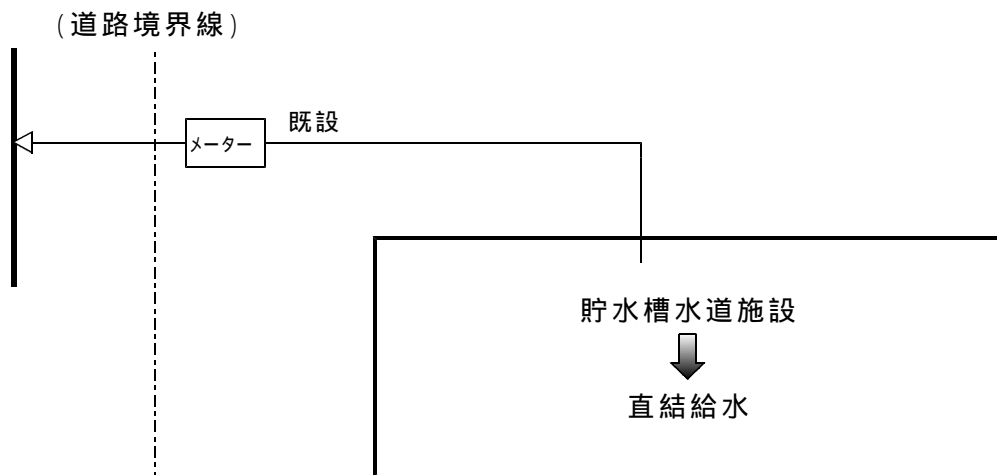 (道路境界線)
既設
メーター
貯水槽水道施設
直結給水